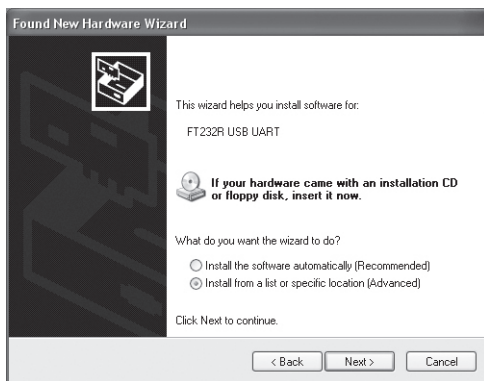 Found New Hardware Wizard
This wizard helps you install software for:
FT232R USB UART
If your hardware came with an installation CD
or floppy disk, insert it now.
What do you want the wizard to do?
Install the software automatically (Recommended)
Install from a list or specific location (Advanced)
Click Next to continue.
< Back Next > Cancel